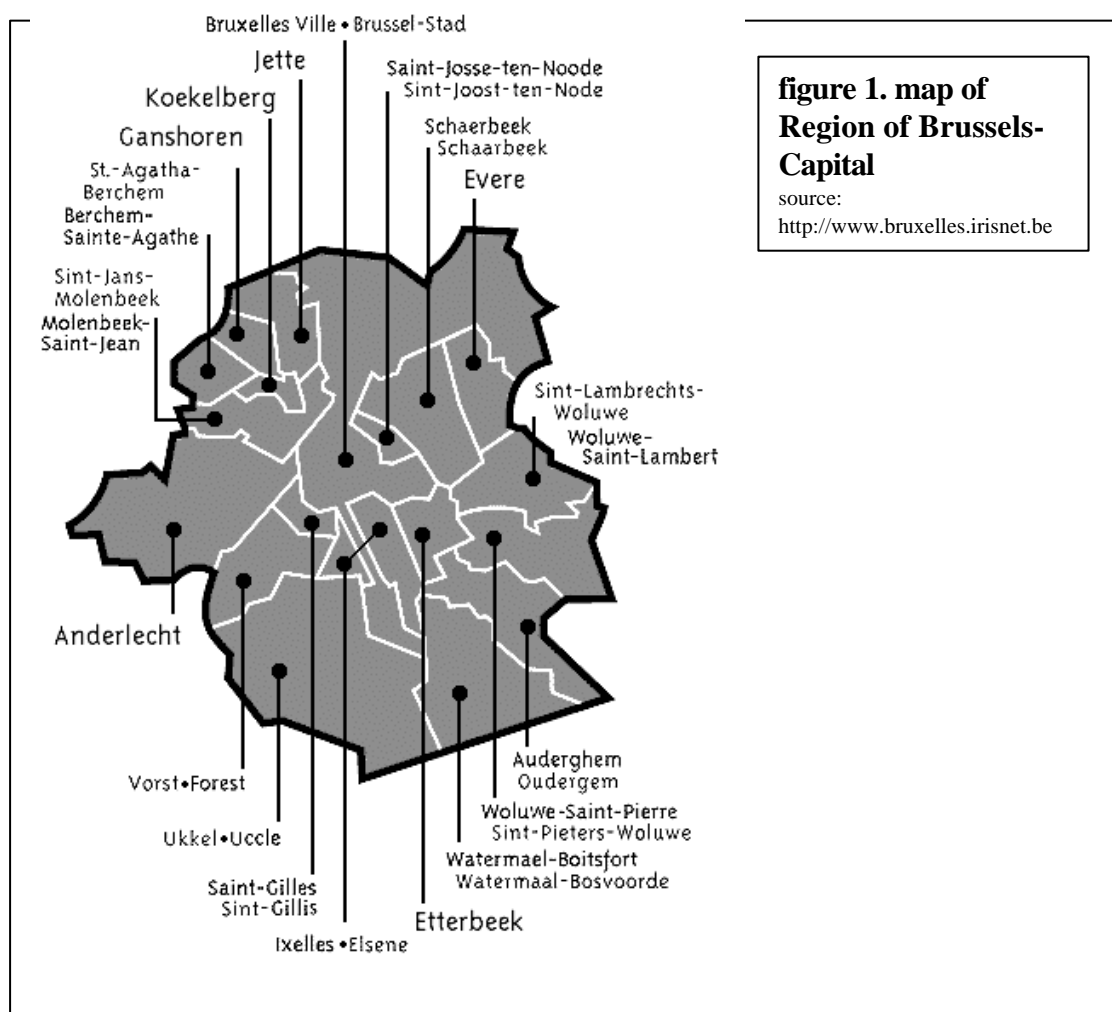 Bruxelles Ville • Brussel-Stad
Jette
Saint-Josse-ten-Noode
Sint-Joost-ten-Node
Koekelberg
Schaerbeek
Schaarbeek
Ganshoren
Evere
St.-Agatha-
Berchem
Berchem-
Sainte-Agathe
Sint-Jans-
Molenbeek
Molenbeek-
Saint-Jean
Sint-Lambrechts-
Woluwe
Woluwe-
Saint-Lambert
Anderlecht
Auderghem
Oudergem
Vorst•Forest
Woluwe-Saint-Pierre
Sint-Pieters-Woluwe
Ukkel•Uccle
Watermael-Boitsfort
Watermaal-Bosvoorde
Saint-Gilles
Sint-Gillis
Etterbeek
Ixelles •Elsene
figure 1. map of
Region of Brussels-
Capital
source:
http://www.bruxelles.irisnet.be